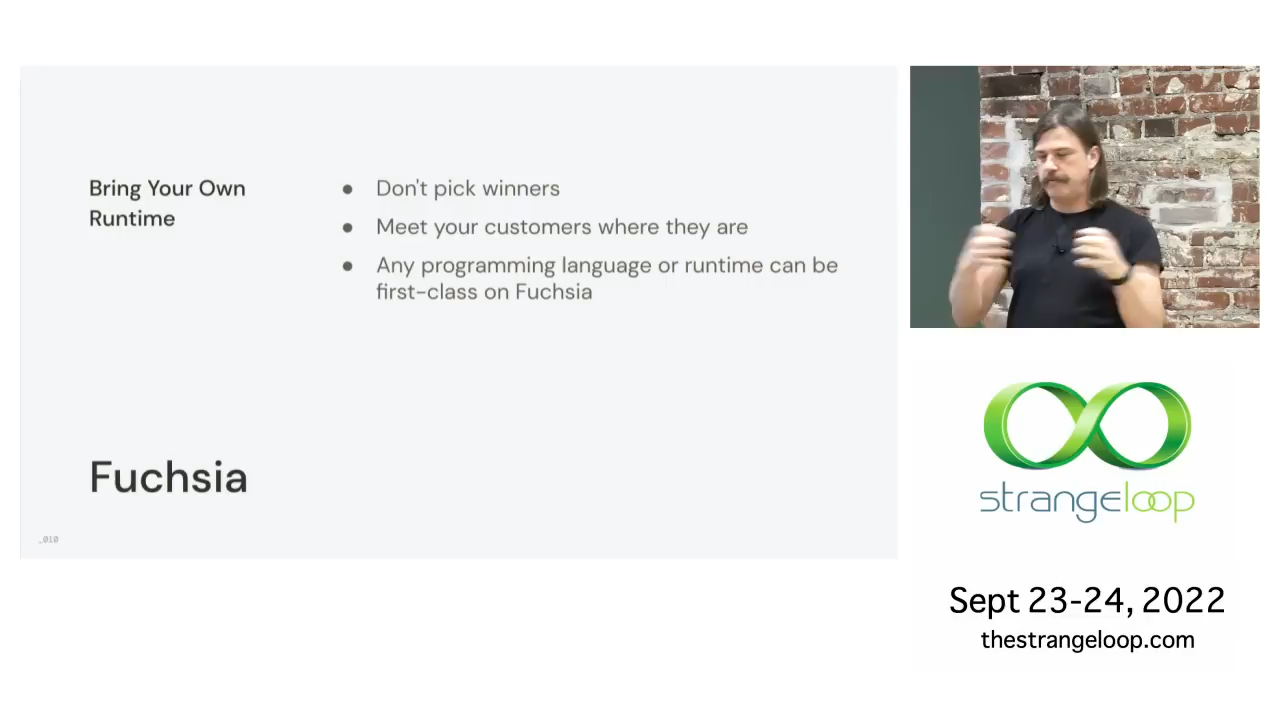 Bring Your Own
Runtime
● Don't pick winners
● Meet your customers where they are
● Any programming language or runtime can be
first-class on Fuchsia
Fuchsia
_010
strangeloop
Sept 23-24, 2022
thestrangeloop.com